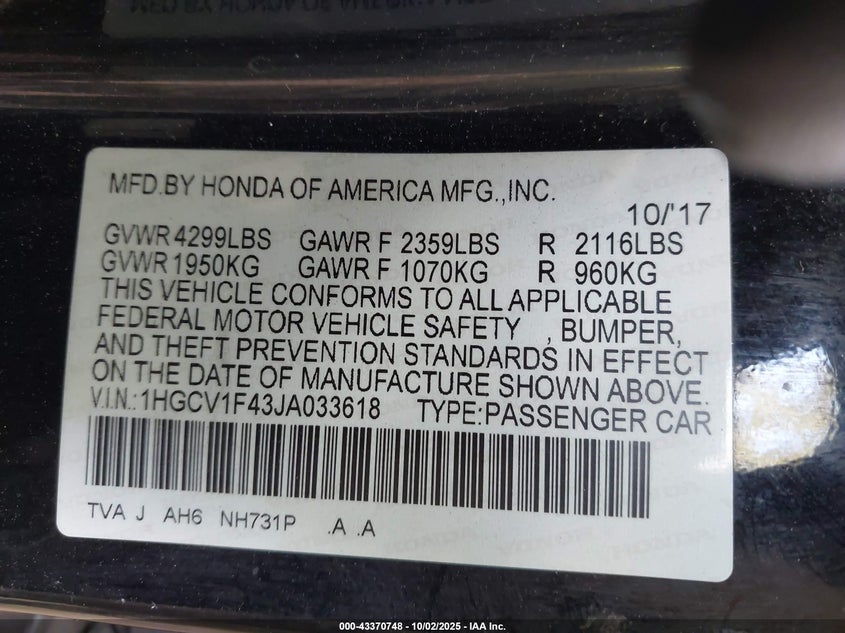 MFD.BY HONDA OF AMERICA MFG.,INC.
10/'17
GVWR 4299LBS GAWR F 2359LBS R 2116LBS
GVWR 1950KG GAWR F 1070KG R 960KG
THIS VEHICLE CONFORMS TO ALL APPLICABLE
FEDERAL MOTOR VEHICLE SAFETY , BUMPER,
AND THEFT PREVENTION STANDARDS IN EFFECT
ON THE DATE OF MANUFACTURE SHOWN ABOVE.
V.I.N.:1HGCV1F43JA033618 TYPE:PASSENGER CAR
TVA J AH6 NH731P .A .A
000-43370748 - 10/02/2025 - IAA Inc.